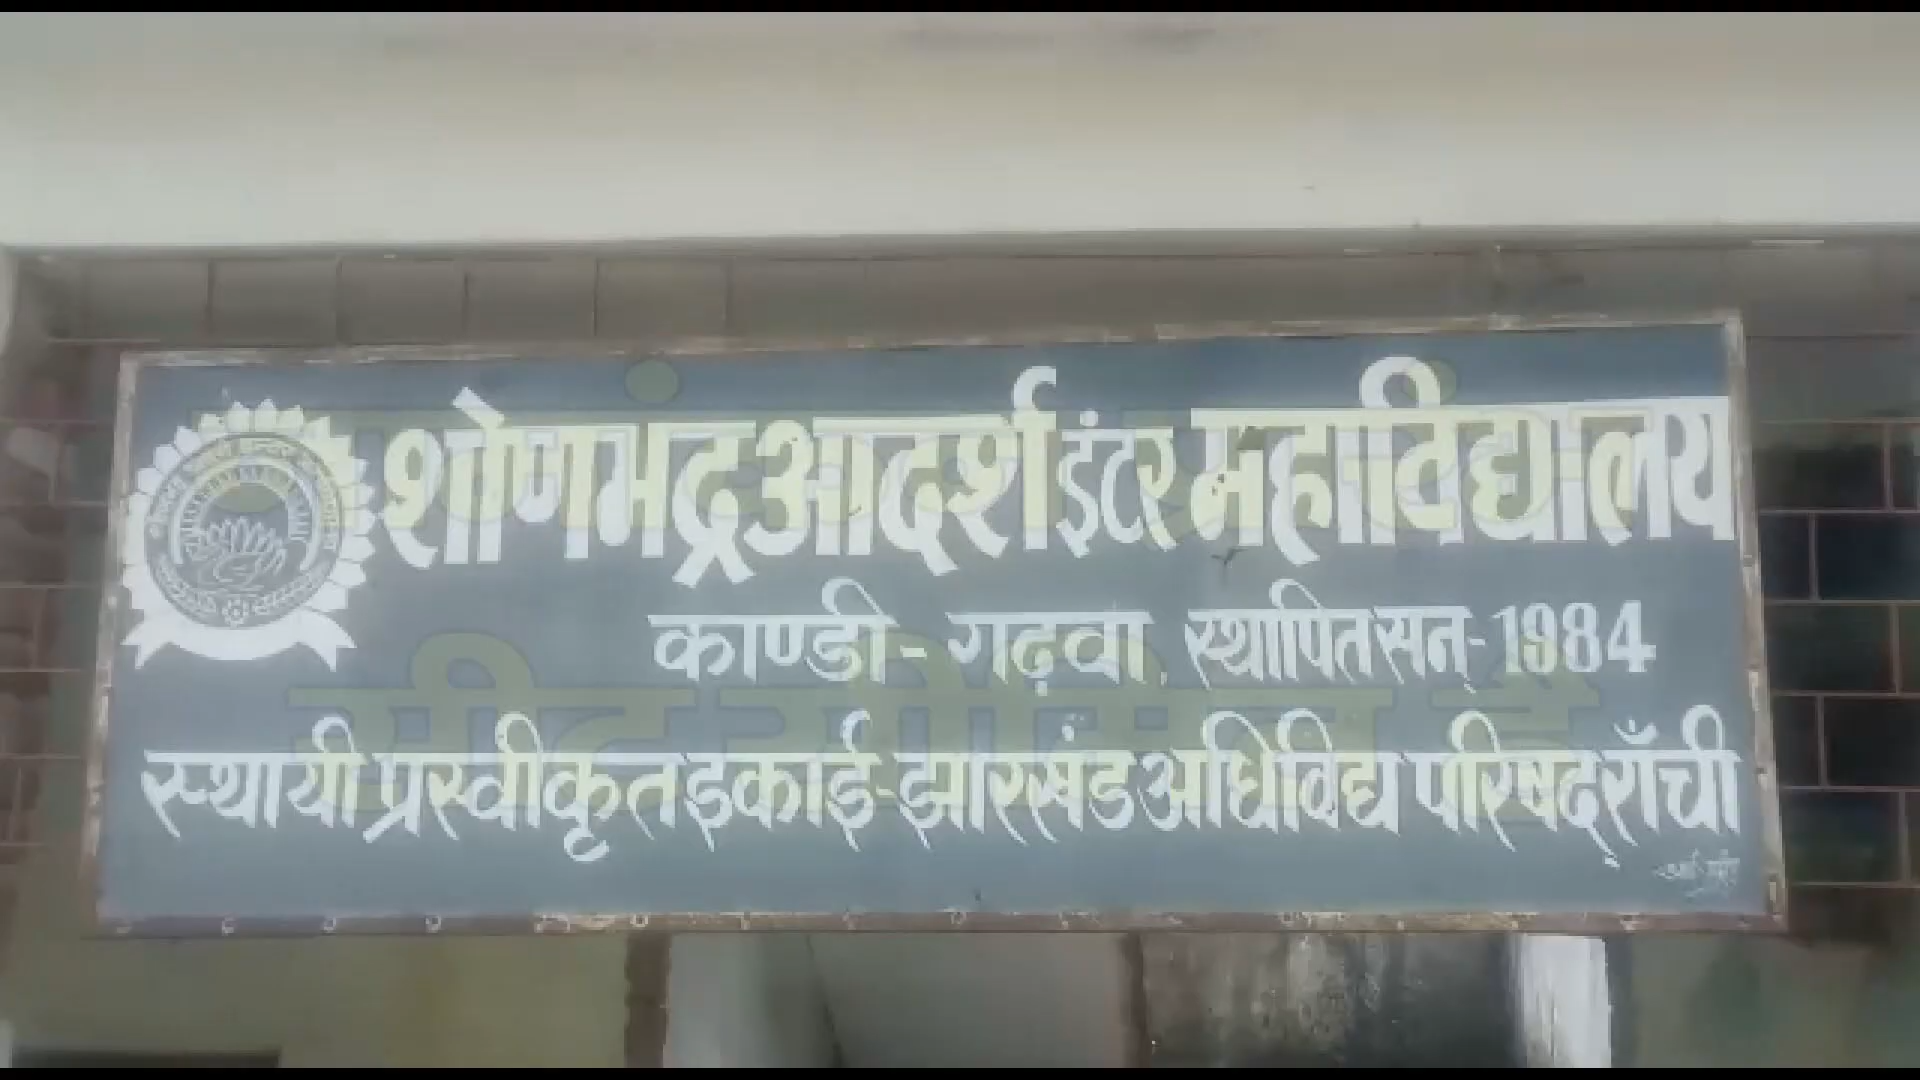 शोणभद्र आदर्श इंटर महाविद्यालय
काण्डी - गढ़वा, स्थापित सन् - 1984
सीट सीमित है
स्थायी प्रस्वीकृत इकाई - झारखंड अधिविद्य परिषद् राँची